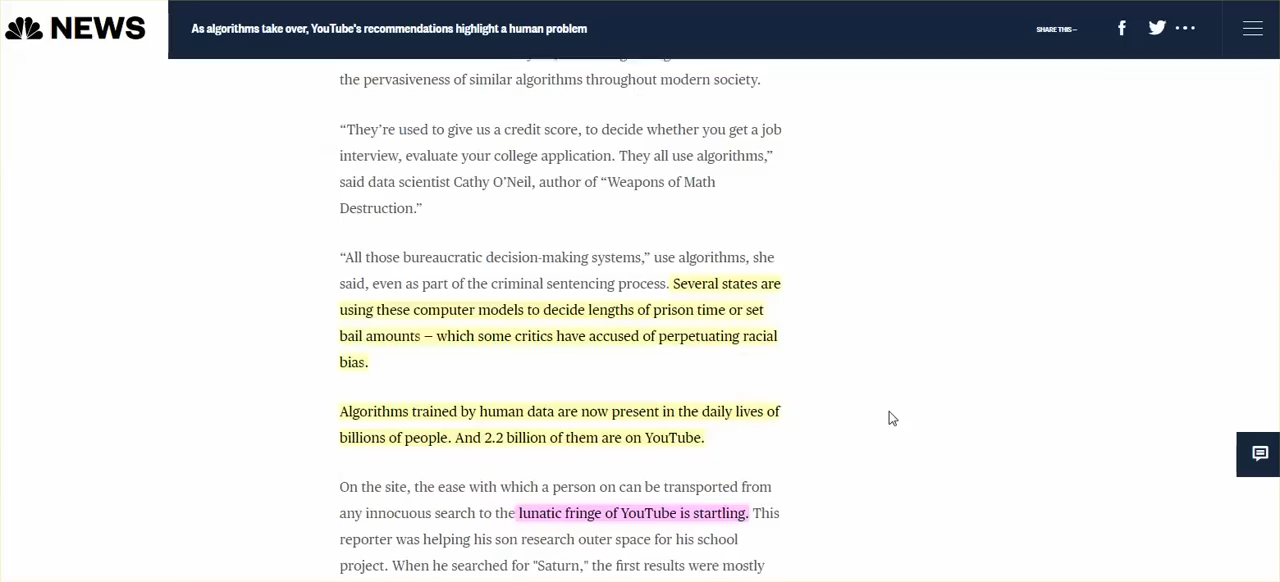 NEWS
As algorithms take over, YouTube's recommendations highlight a human problem
SHARE THIS —
the pervasiveness of similar algorithms throughout modern society.
“They’re used to give us a credit score, to decide whether you get a job
interview, evaluate your college application. They all use algorithms,”
said data scientist Cathy O’Neil, author of “Weapons of Math
Destruction.”
“All those bureaucratic decision-making systems,” use algorithms, she
said, even as part of the criminal sentencing process. Several states are
using these computer models to decide lengths of prison time or set
bail amounts — which some critics have accused of perpetuating racial
bias.
Algorithms trained by human data are now present in the daily lives of
billions of people. And 2.2 billion of them are on YouTube.
On the site, the ease with which a person on can be transported from
any innocuous search to the lunatic fringe of YouTube is startling. This
reporter was helping his son research outer space for his school
project. When he searched for "Saturn," the first results were mostly